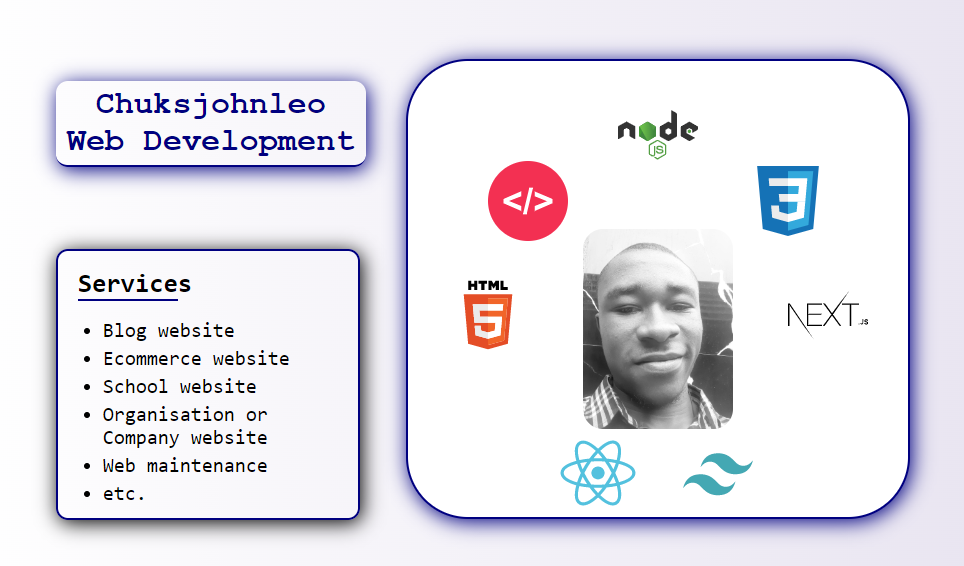 Chuksjohnleo
Web Development
Services
• Blog website
• Ecommerce website
• School website
• Organisation or
Company website
• Web maintenance
• etc.
node
JS
</>
3
HTML
5
NEXT.JS